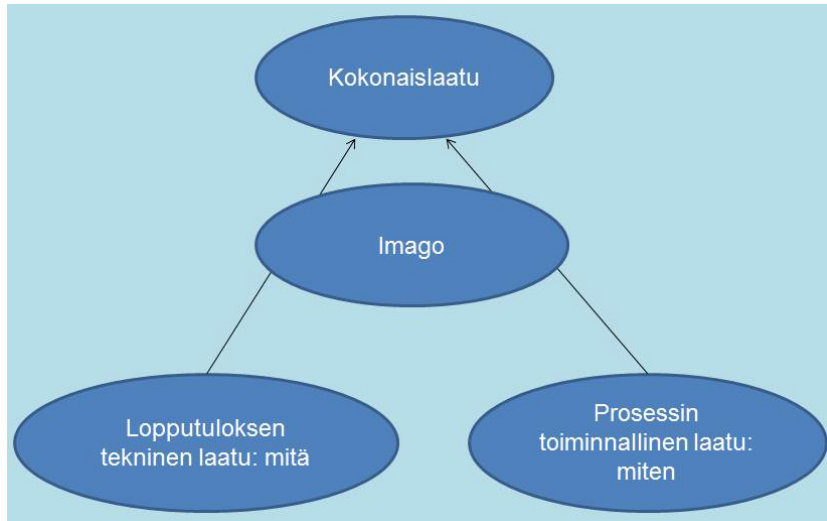 Kokonaislaatu
Imago
Lopputuloksen
tekninen laatu: mitä
Prosessin
toiminnallinen laatu:
miten